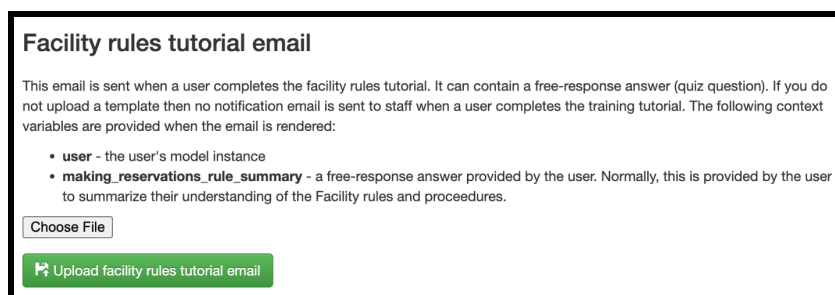 Facility rules tutorial email
This email is sent when a user completes the facility rules tutorial. It can contain a free-response answer (quiz question). If you do
not upload a template then no notification email is sent to staff when a user completes the training tutorial. The following context
variables are provided when the email is rendered:
• user - the user's model instance
• making_reservations_rule_summary - a free-response answer provided by the user. Normally, this is provided by the user
to summarize their understanding of the Facility rules and proceedures.
Choose File
Upload facility rules tutorial email